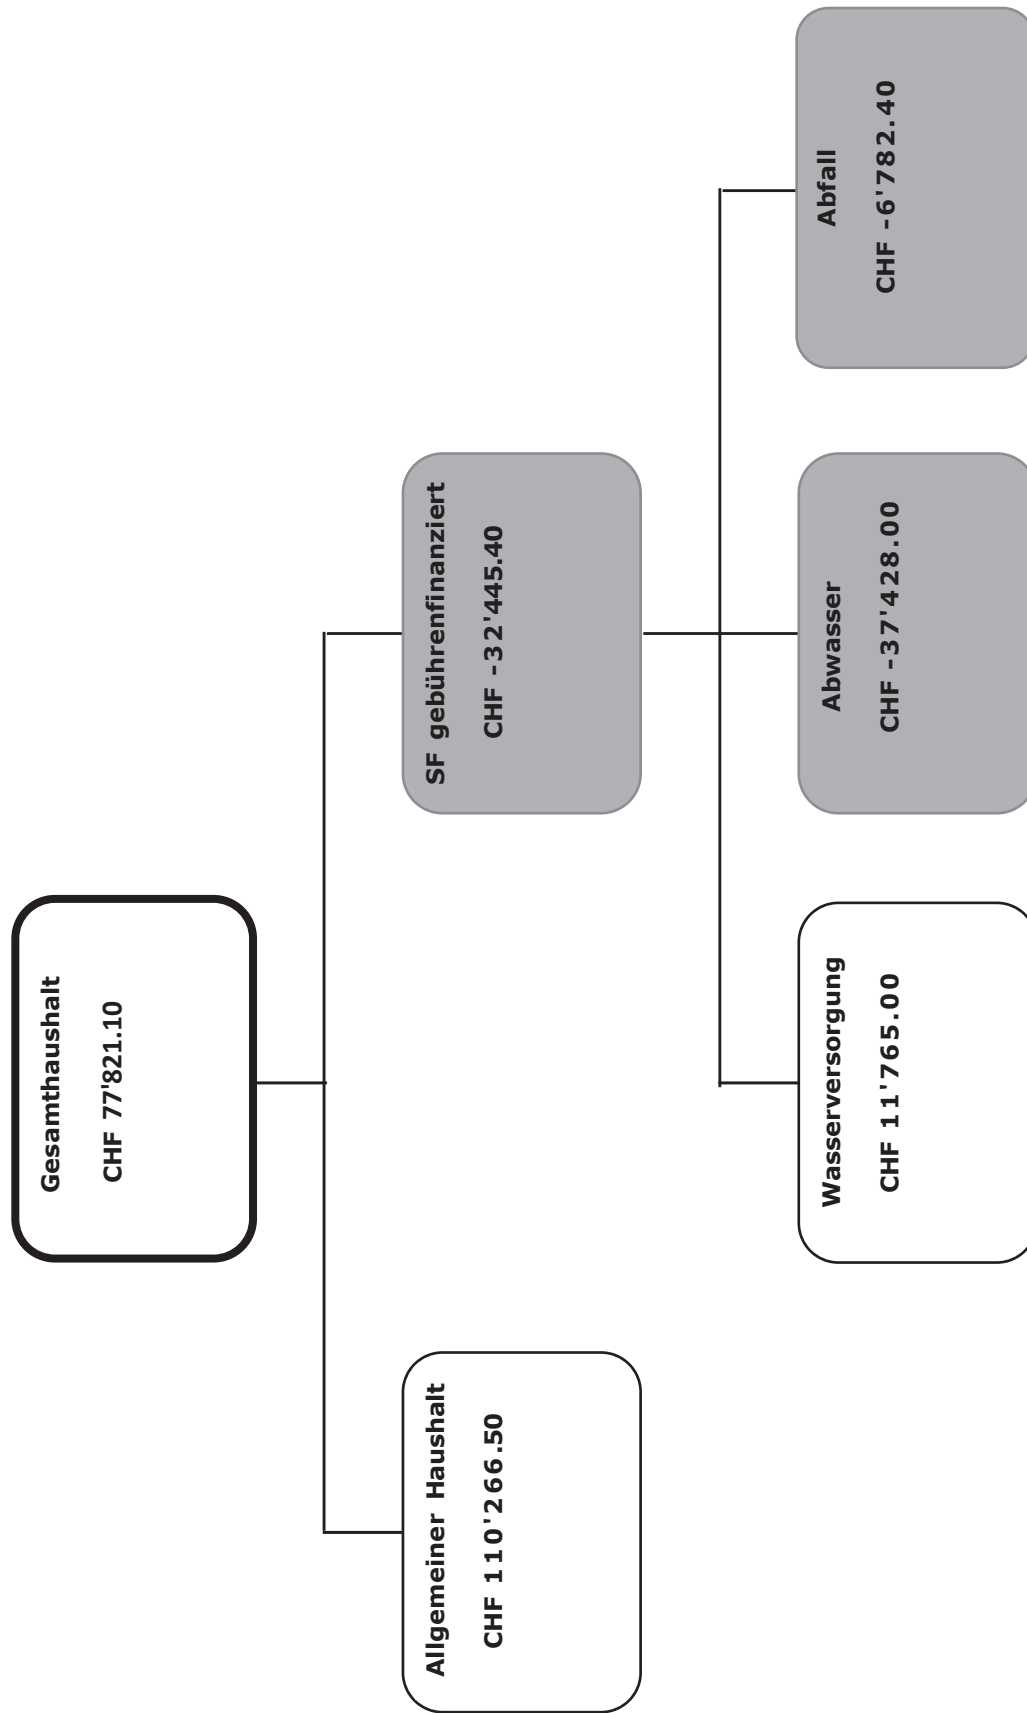 Gesamthaushalt
CHF 77'821.10
Allgemeiner Haushalt
CHF 110'266.50
SF gebührenfinanziert
CHF -32'445.40
Wasserversorgung
CHF 11'765.00
Abwasser
CHF -37'428.00
Abfall
CHF -6'782.40